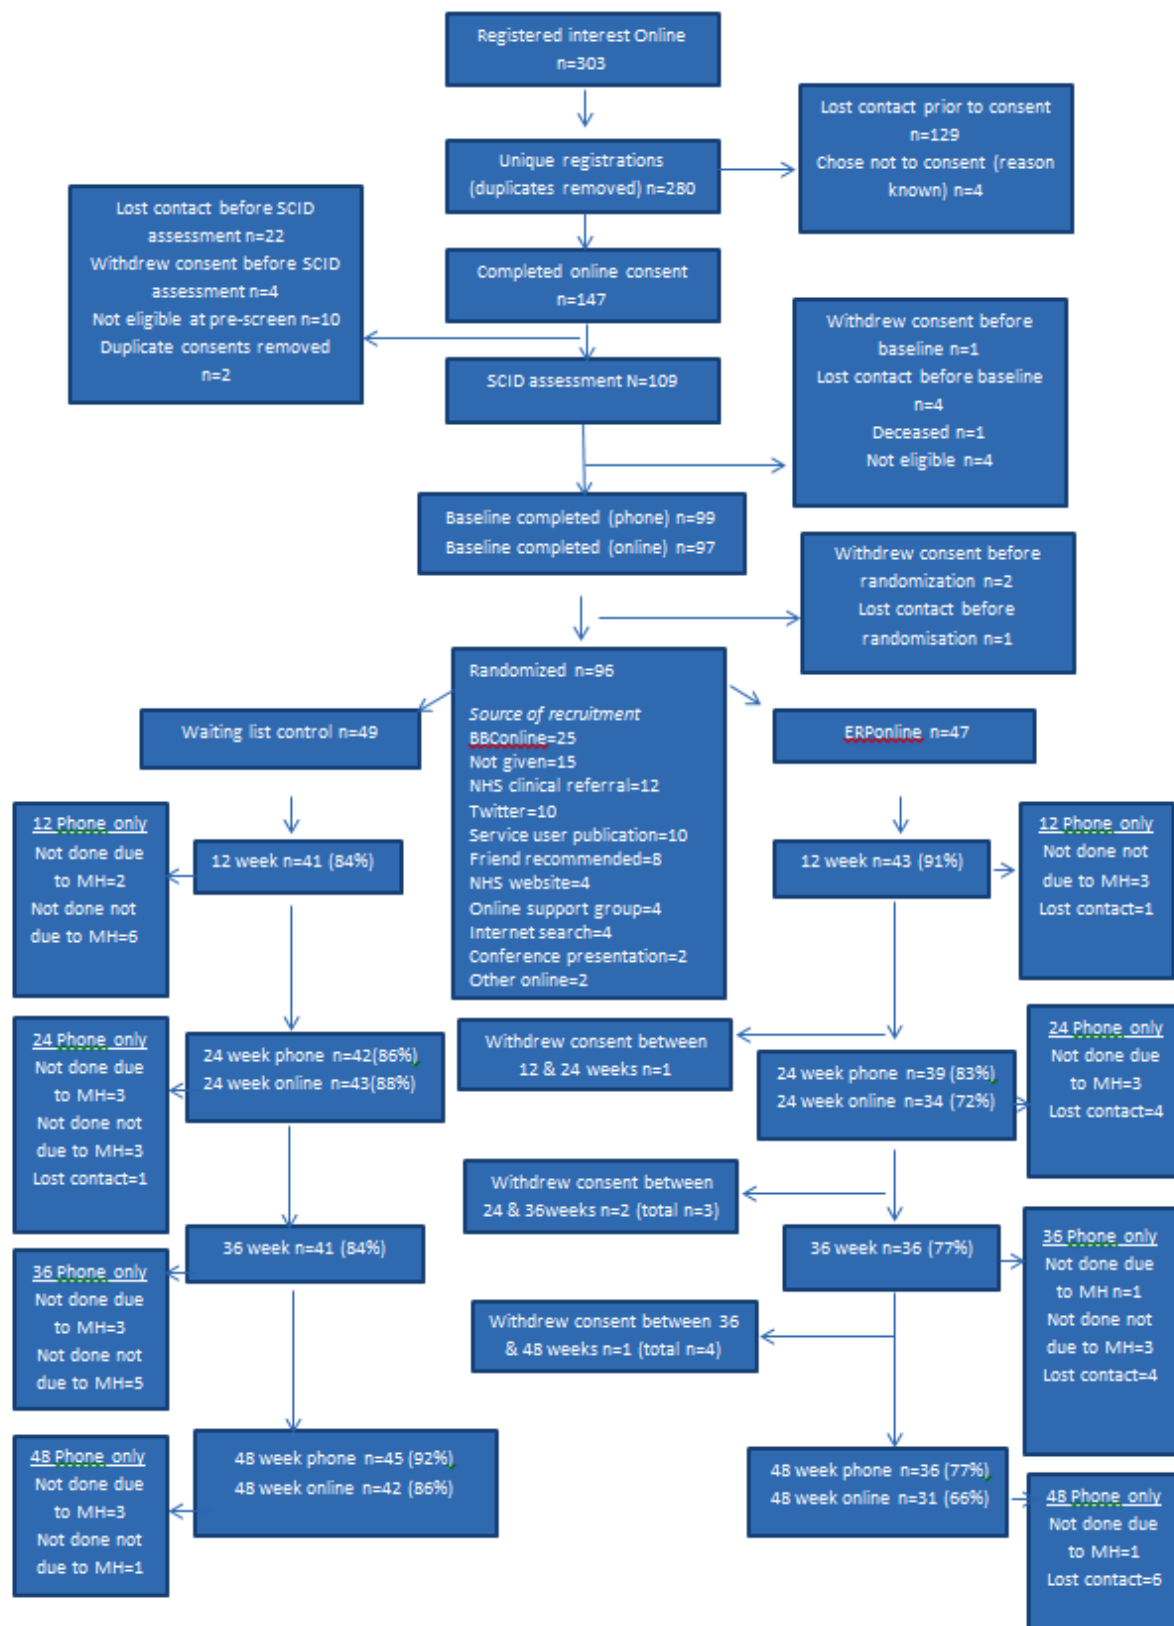 Registered interest Online
n=303
Lost contact prior to consent
n=129
Chose not to consent (reason
known) n=4
Unique registrations
(duplicates removed) n=280
Lost contact before SCID
assessment n=22
Withdrew consent before SCID
assessment n=4
Not eligible at pre-screen n=10
Duplicate consents removed
n=2
Completed online consent
n=147
Withdrew consent before
baseline n=1
Lost contact before baseline
n=4
Deceased n=1
Not eligible n=4
SCID assessment N=109
Baseline completed (phone) n=99
Baseline completed (online) n=97
Withdrew consent before
randomization n=2
Lost contact before
randomisation n=1
Randomized n=96
Source of recruitment
BBConline=25
Not given=15
NHS clinical referral=12
Twitter=10
Service user publication=10
Friend recommended=8
NHS website=4
Online support group=4
Internet search=4
Conference presentation=2
Other online=2
Waiting list control n=49
ERPonline n=47
12 Phone only
Not done due
to MH=2
Not done not
due to MH=6
12 week n=41 (84%)
12 week n=43 (91%)
12 Phone only
Not done not
due to MH=3
Lost contact=1
24 Phone only
Not done due
to MH=3
Not done not
due to MH=3
Lost contact=1
24 week phone n=42(86%)
24 week online n=43(88%)
Withdrew consent between
12 & 24 weeks n=1
24 week phone n=39 (83%)
24 week online n=34 (72%)
24 Phone only
Not done due
to MH=3
Lost contact=4
Withdrew consent between
24 & 36weeks n=2 (total n=3)
36 week n=41 (84%)
36 week n=36 (77%)
36 Phone only
Not done due
to MH=3
Not done not
due to MH=5
36 Phone only
Not done due
to MH n=1
Not done not
due to MH=3
Lost contact=4
Withdrew consent between 36
& 48 weeks n=1 (total n=4)
48 Phone only
Not done due
to MH=3
Not done not
due to MH=1
48 week phone n=45 (92%)
48 week online n=42 (86%)
48 week phone n=36 (77%)
48 week online n=31 (66%)
48 Phone only
Not done due
to MH=1
Lost contact=6